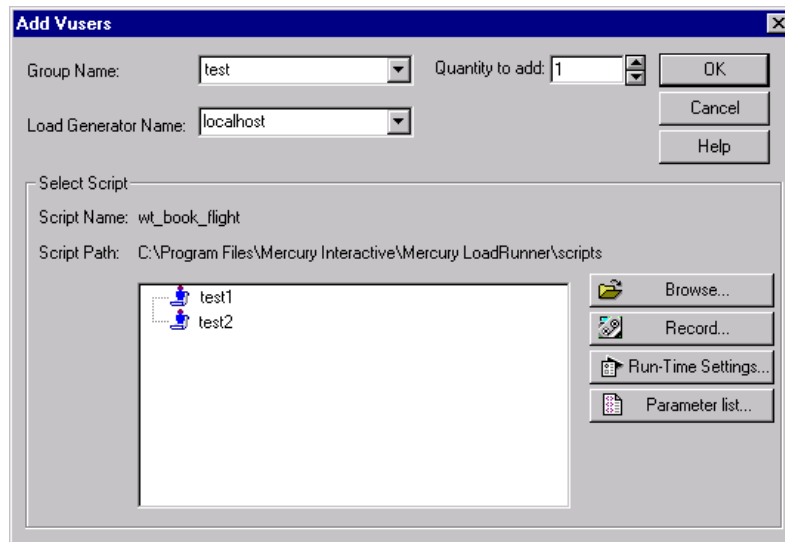 Add Vusers
Group Name: test Quantity to add: 1 OK
Cancel
Load Generator Name: localhost
Help
Select Script
Script Name: wt_book_flight
Script Path: C:\Program Files\Mercury Interactive\Mercury LoadRunner\scripts
test1 Browse...
test2
Record...
Run-Time Settings...
Parameter list...